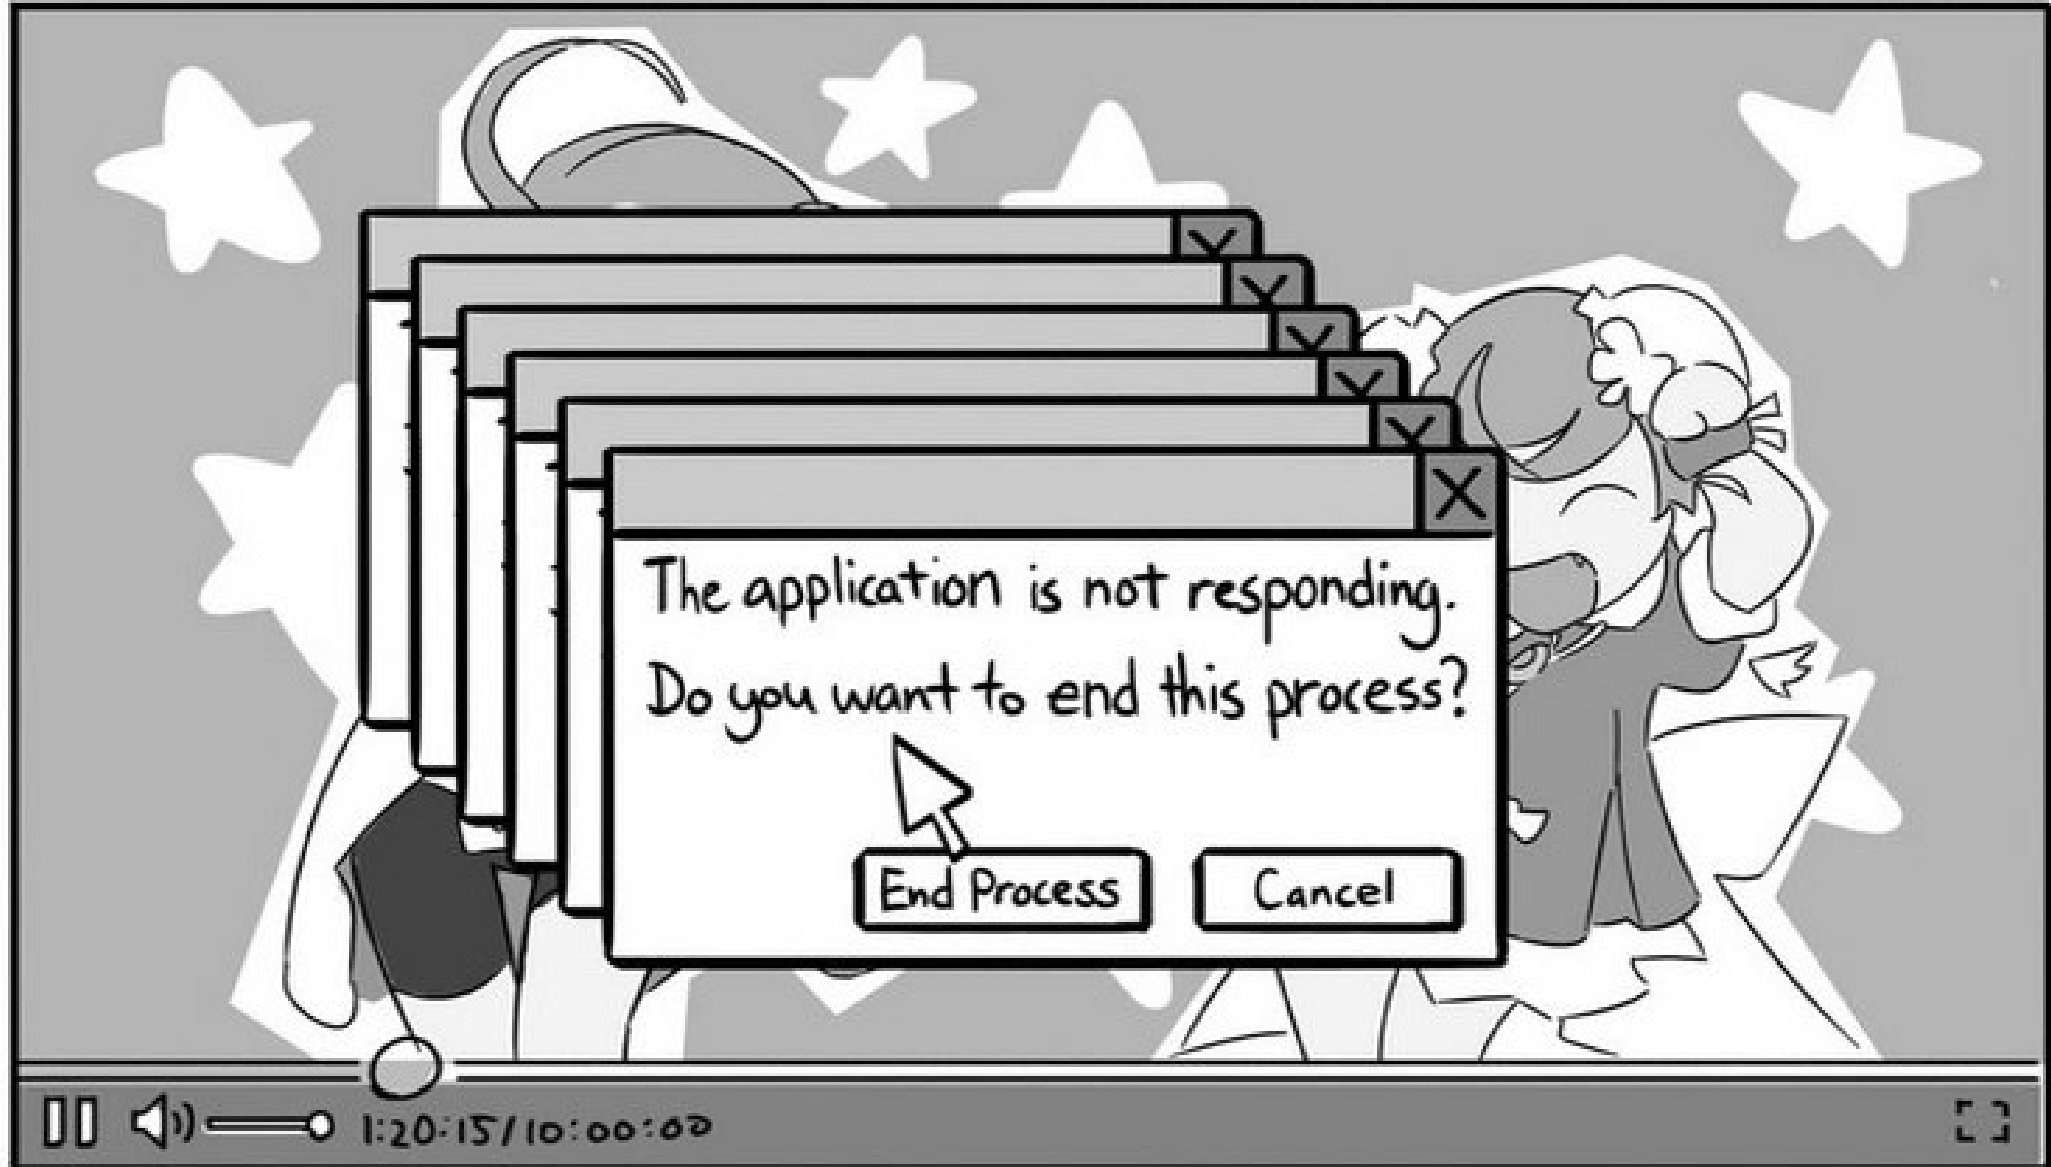 The application is not responding.
Do you want to end this process?
End Process
Cancel
1:20:15/10:00:00